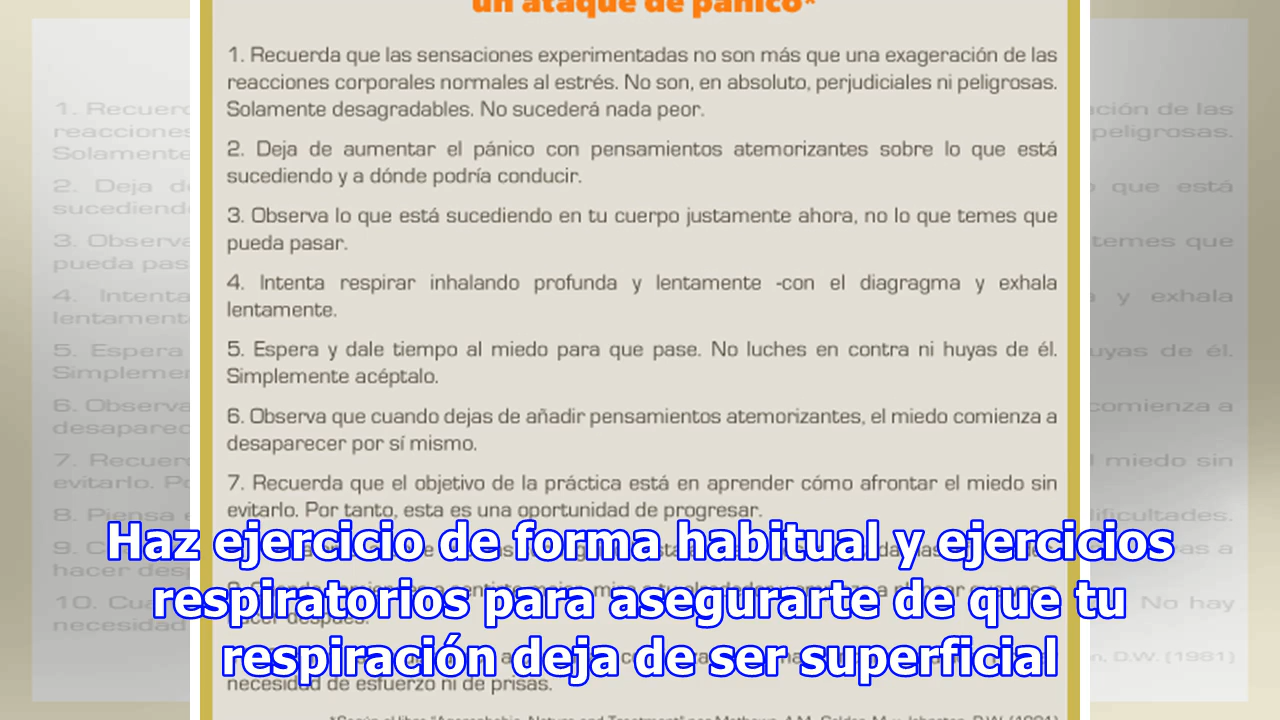 un ataque de pánico*
1. Recuerda que las sensaciones experimentadas no son más que una exageración de las
reacciones corporales normales al estrés. No son, en absoluto, perjudiciales ni peligrosas.
Solamente desagradables. No sucederá nada peor.
2. Deja de aumentar el pánico con pensamientos atemorizantes sobre lo que está
sucediendo y a dónde podría conducir.
3. Observa lo que está sucediendo en tu cuerpo justamente ahora, no lo que temes que
pueda pasar.
4. Intenta respirar inhalando profunda y lentamente -con el diagragma y exhala
lentamente.
5. Espera y dale tiempo al miedo para que pase. No luches en contra ni huyas de él.
Simplemente acéptalo.
6. Observa que cuando dejas de añadir pensamientos atemorizantes, el miedo comienza a
desaparecer por sí mismo.
7. Recuerda que el objetivo de la práctica está en aprender cómo afrontar el miedo sin
evitarlo. Por tanto, esta es una oportunidad de progresar.
Haz ejercicio de forma habitual y ejercicios
respiratorios para asegurarte de que tu
respiración deja de ser superficial
necesidad de esfuerzo ni de prisas.